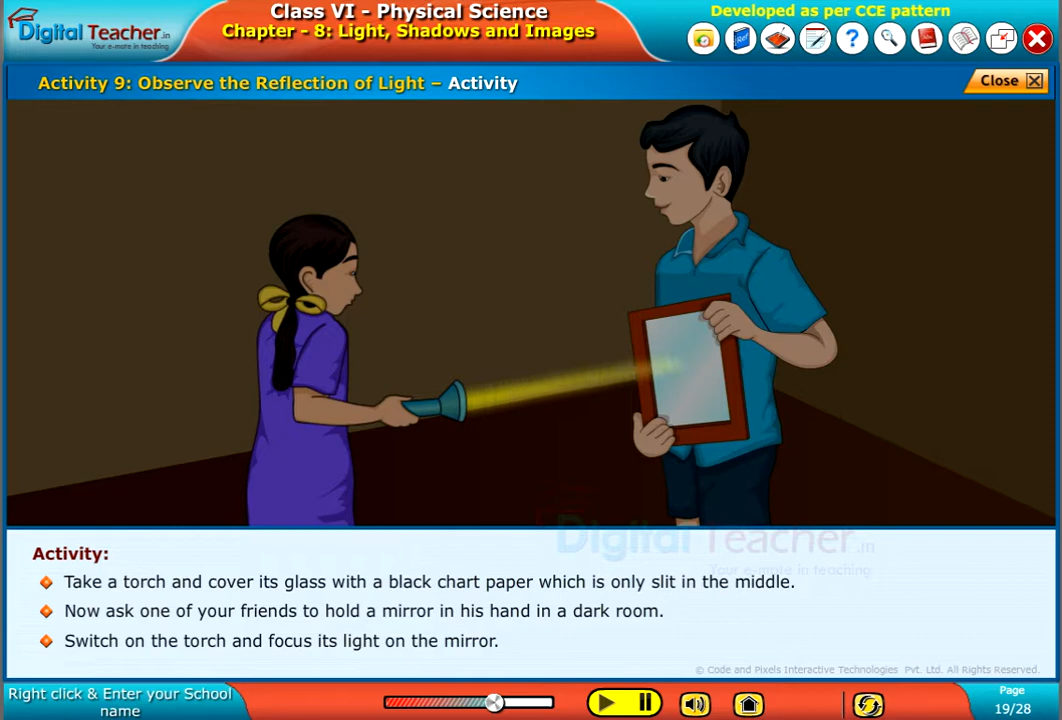 Digital Teacher.in
Your e-mate in teaching
Class VI - Physical Science
Chapter - 8: Light, Shadows and Images
Developed as per CCE pattern
Ref
?
Activity 9: Observe the Reflection of Light – Activity
Close
Digital Teacher.in
Your e-mate in teaching
Activity:
Take a torch and cover its glass with a black chart paper which is only slit in the middle.
Now ask one of your friends to hold a mirror in his hand in a dark room.
Switch on the torch and focus its light on the mirror.
© Code and Pixels Interactive Technologies Pvt. Ltd. All Rights Reserved.
Right click & Enter your School
name
Page
19/28